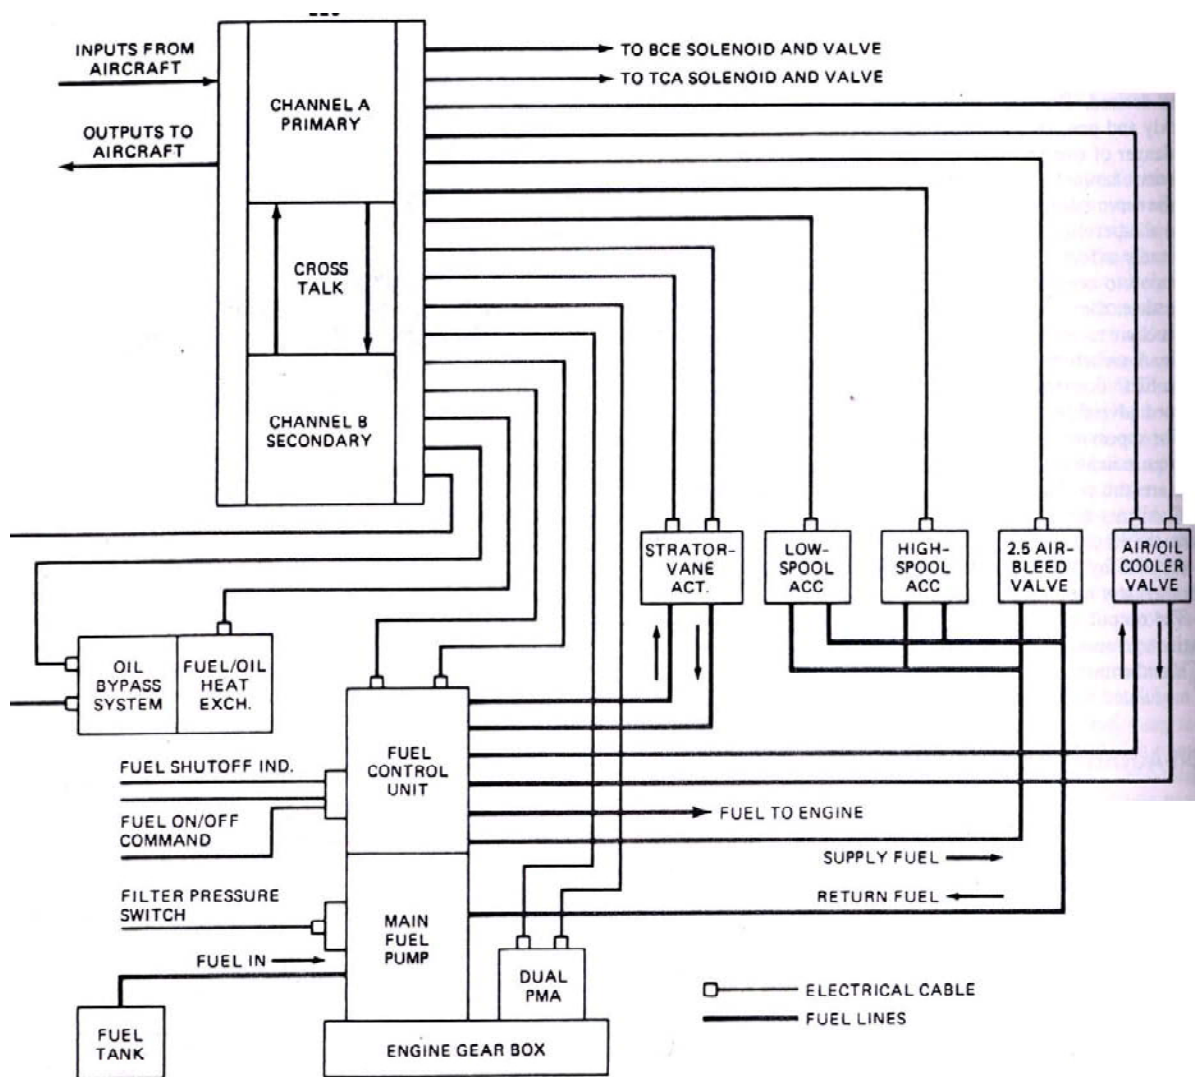 INPUTS FROM
AIRCRAFT
OUTPUTS TO
AIRCRAFT
CHANNEL A
PRIMARY
CROSS
TALK
CHANNEL B
SECONDARY
TO BCE SOLENOID AND VALVE
TO TCA SOLENOID AND VALVE
STRATOR-
VANE
ACT.
LOW-
SPOOL
ACC
HIGH-
SPOOL
ACC
2.5 AIR-
BLEED
VALVE
AIR/OIL
COOLER
VALVE
OIL
BYPASS
SYSTEM
FUEL/OIL
HEAT
EXCH.
FUEL SHUTOFF IND.
FUEL ON/OFF
COMMAND
FILTER PRESSURE
SWITCH
FUEL IN
FUEL
TANK
FUEL
CONTROL
UNIT
MAIN
FUEL
PUMP
ENGINE GEAR BOX
DUAL
PMA
FUEL TO ENGINE
SUPPLY FUEL
RETURN FUEL
ELECTRICAL CABLE
FUEL LINES